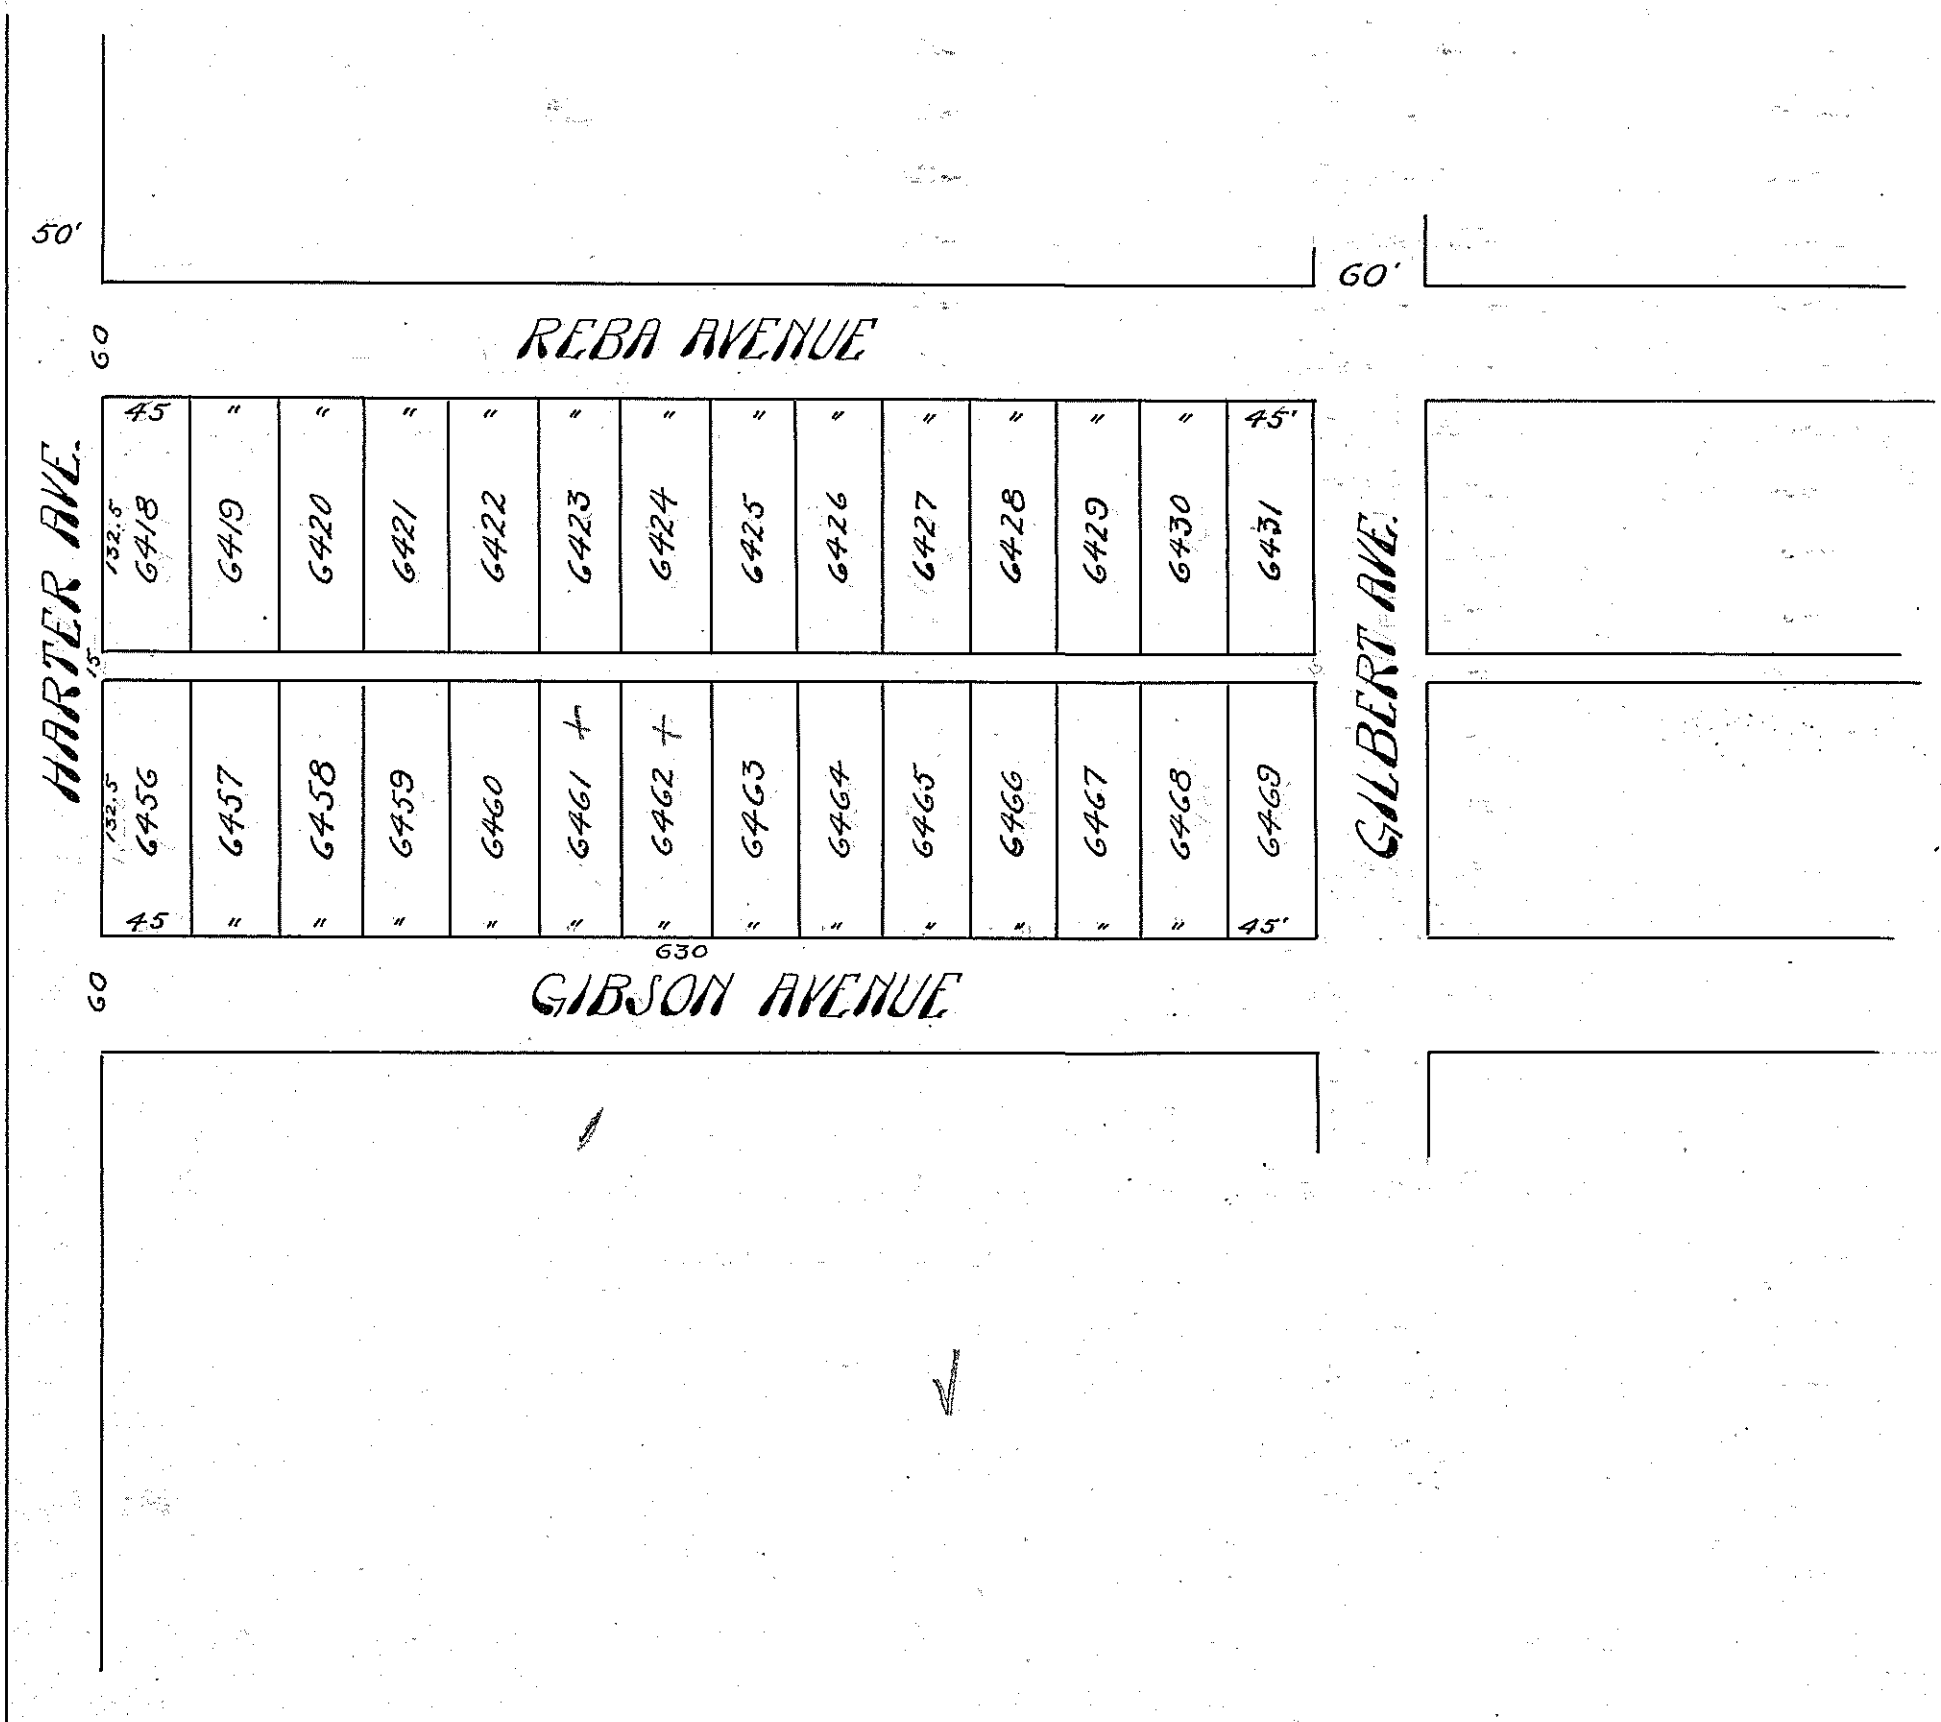 50'
60'
60
REBA AVENUE
HARTER AVE.
45 " " " " " " " " " " " " 45'
132.5
6418 6419 6420 6421 6422 6423 6424 6425 6426 6427 6428 6429 6430 6431
15
GILBERT AVE.
+ +
132.5
6456 6457 6458 6459 6460 6461 6462 6463 6464 6465 6466 6467 6468 6469
45 " " " " " " " " " " " " 45'
630
60
GIBSON AVENUE